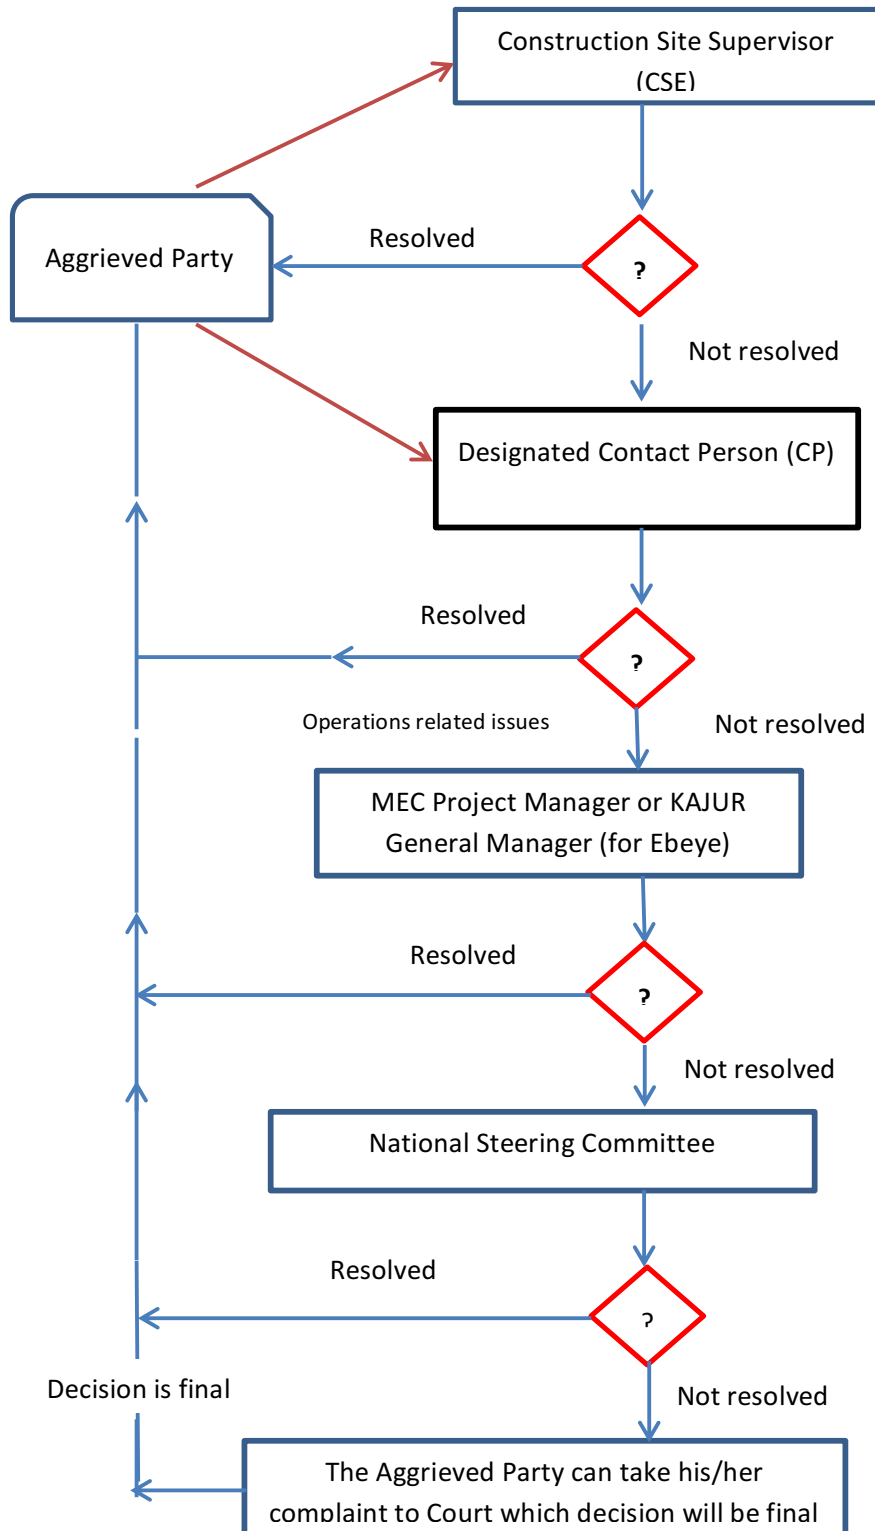 Construction Site Supervisor
(CSE)
Resolved
?
Aggrieved Party
Not resolved
Designated Contact Person (CP)
Resolved
?
Operations related issues
Not resolved
MEC Project Manager or KAJUR
General Manager (for Ebeye)
Resolved
?
Not resolved
National Steering Committee
Resolved
?
Decision is final
Not resolved
The Aggrieved Party can take his/her
complaint to Court which decision will be final